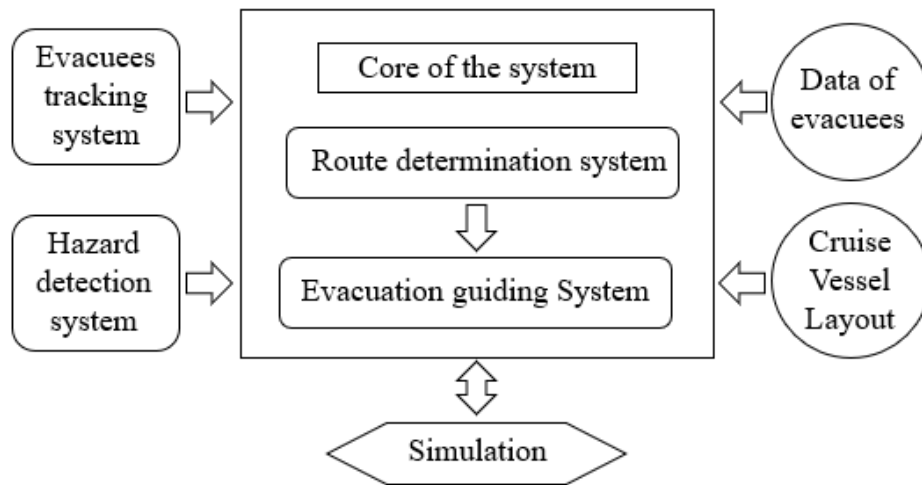 Evacuees
tracking
system
Core of the system
Data of
evacuees
Route determination system
Hazard
detection
system
Evacuation guiding System
Cruise
Vessel
Layout
Simulation